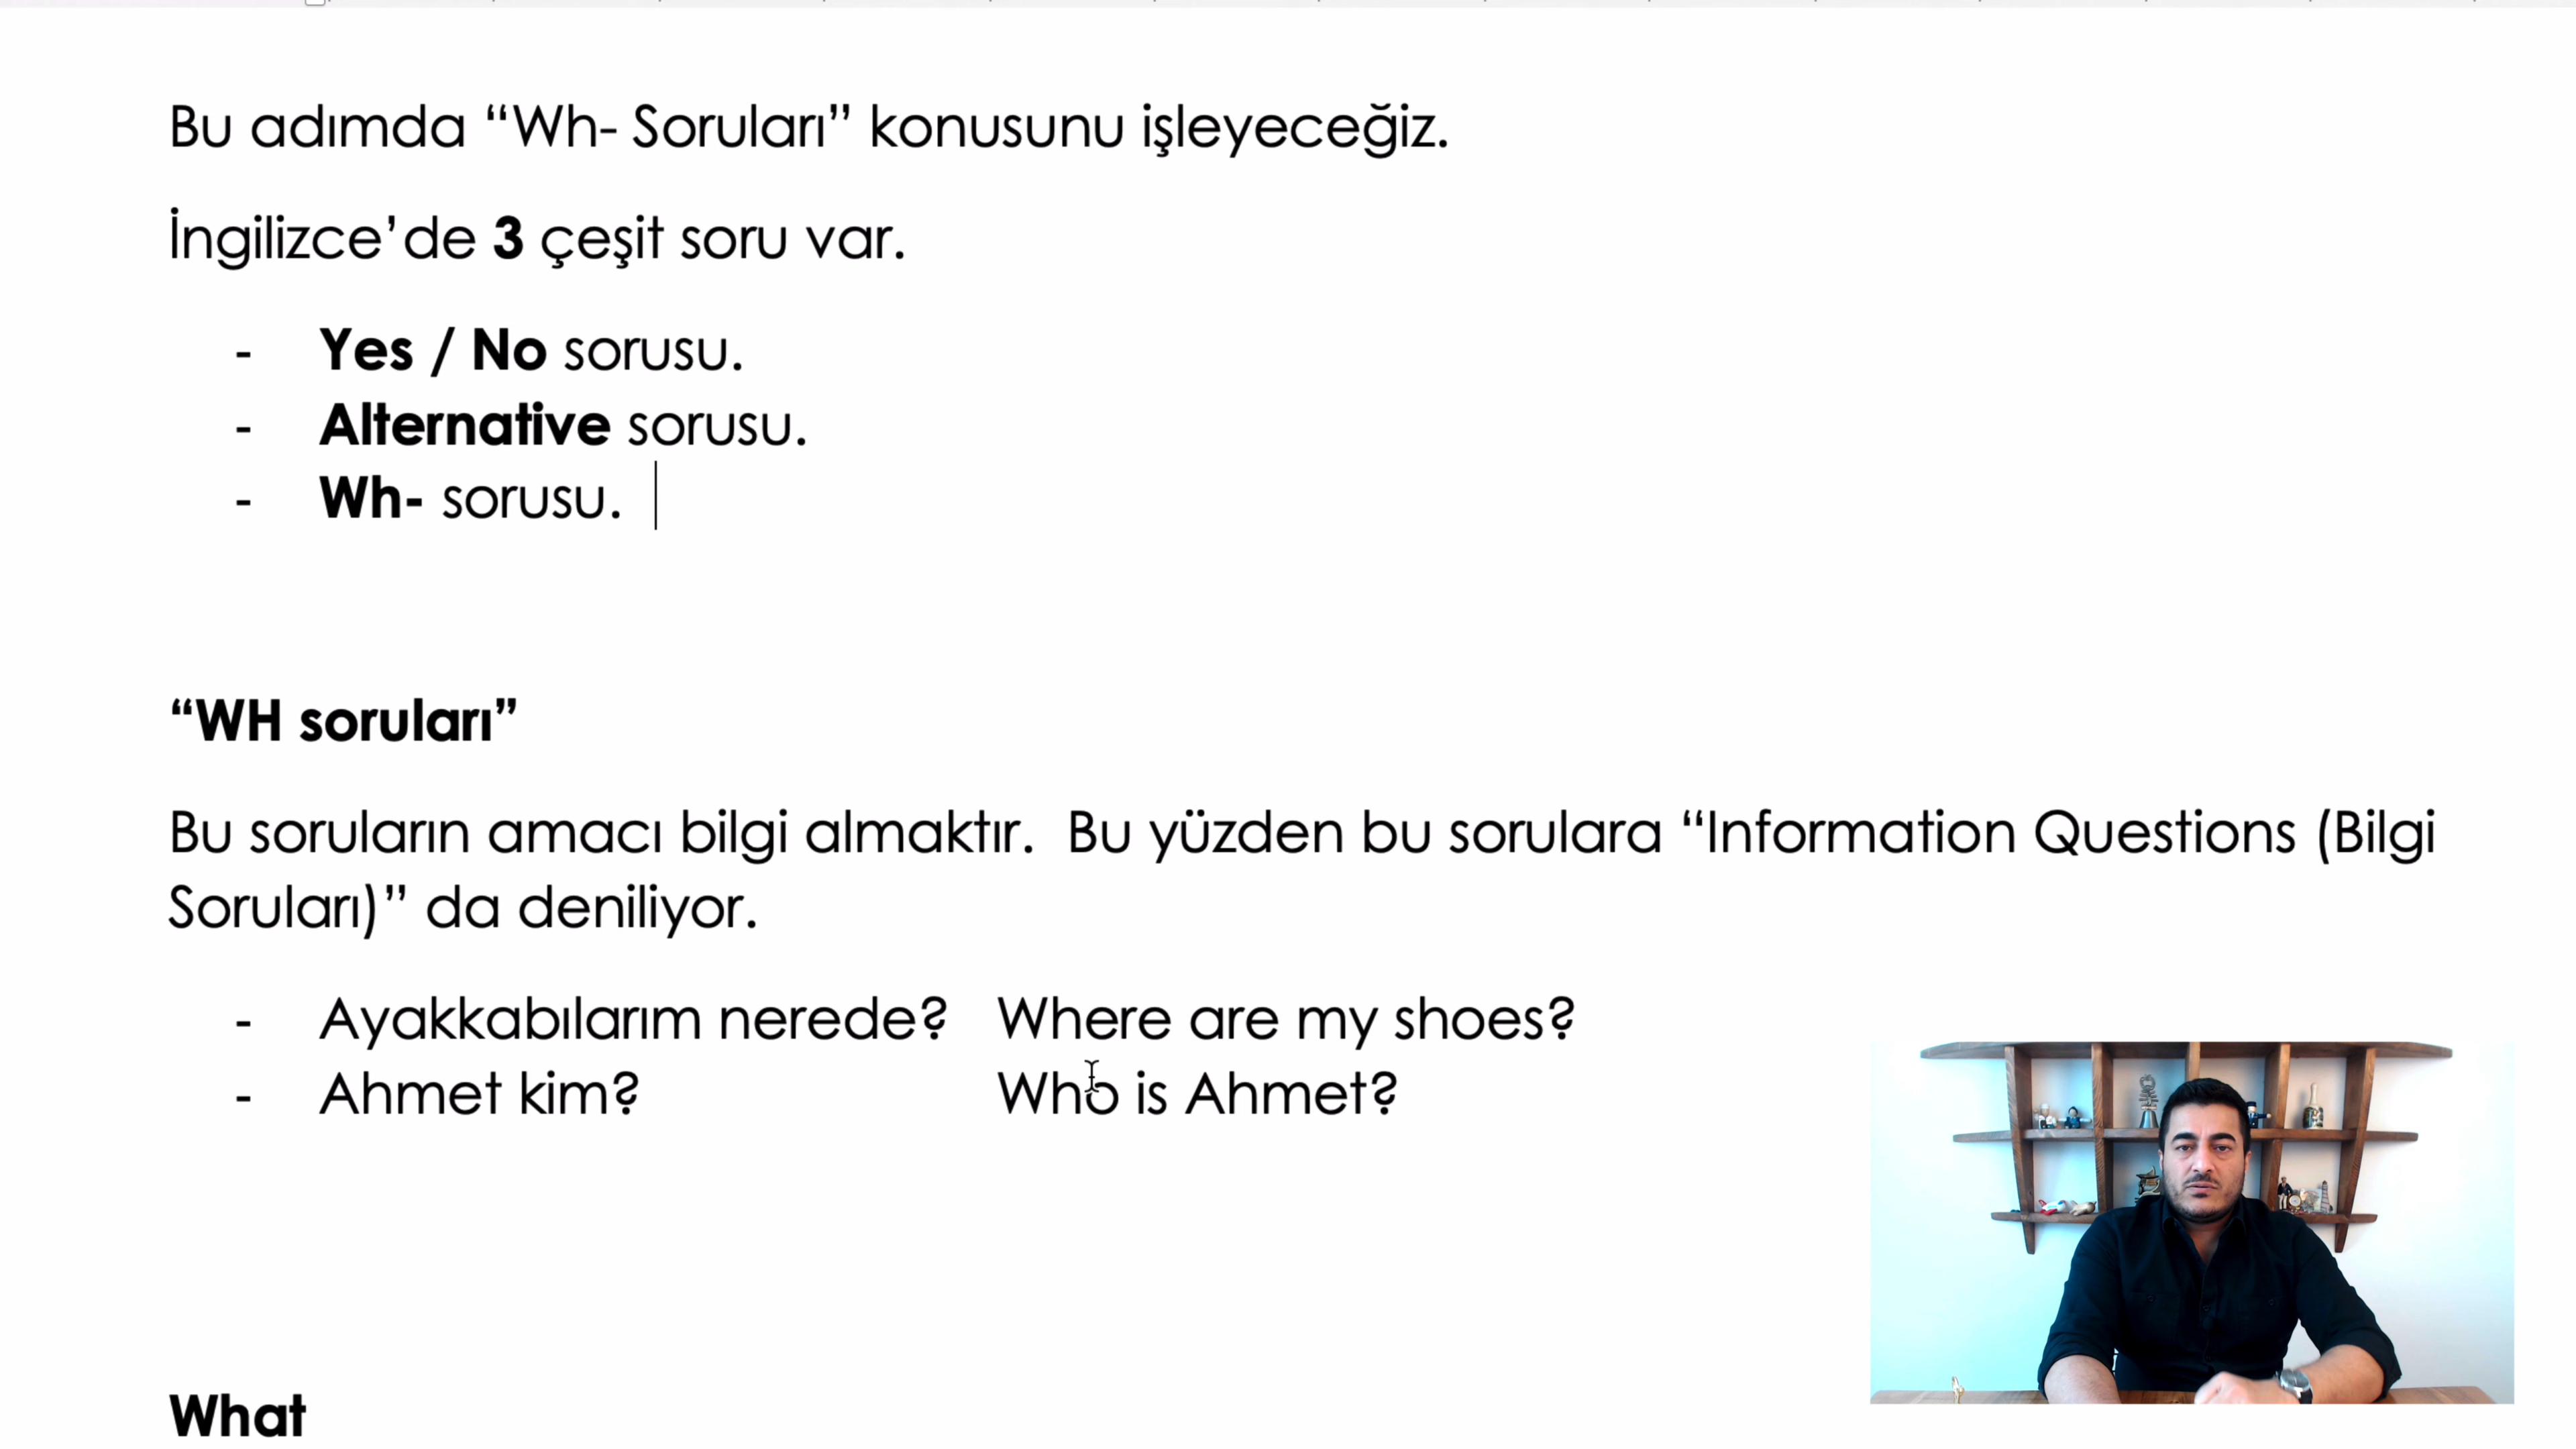 Bu adımda “Wh- Soruları” konusunu işleyeceğiz.
İngilizce’de 3 çeşit soru var.
- Yes / No sorusu.
- Alternative sorusu.
- Wh- sorusu.
“WH soruları”
Bu soruların amacı bilgi almaktır. Bu yüzden bu sorulara “Information Questions (Bilgi
Soruları)” da deniliyor.
- Ayakkabılarım nerede? Where are my shoes?
- Ahmet kim? Who is Ahmet?
What